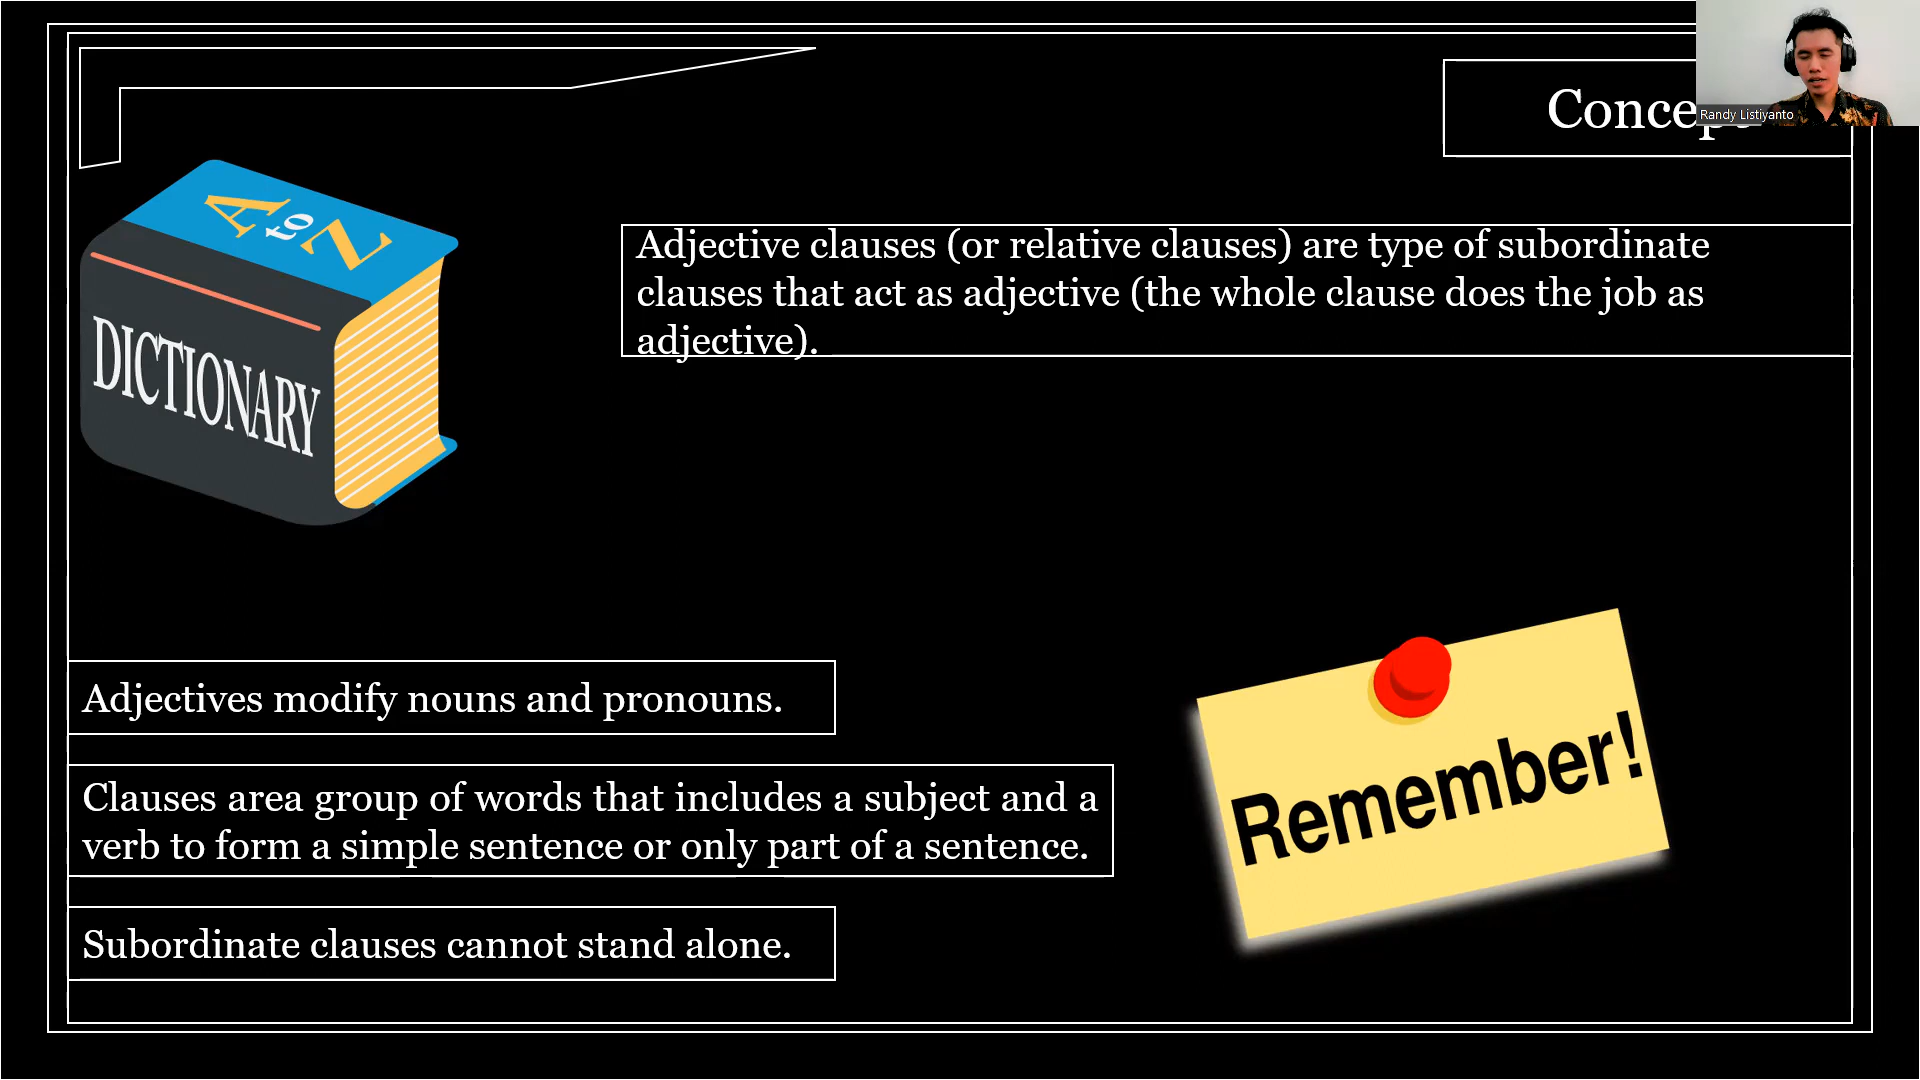 Randy Listiyanto
A to Z
DICTIONARY
Adjective clauses (or relative clauses) are type of subordinate
clauses that act as adjective (the whole clause does the job as
adjective).
Adjectives modify nouns and pronouns.
Clauses area group of words that includes a subject and a
verb to form a simple sentence or only part of a sentence.
Subordinate clauses cannot stand alone.
Remember!